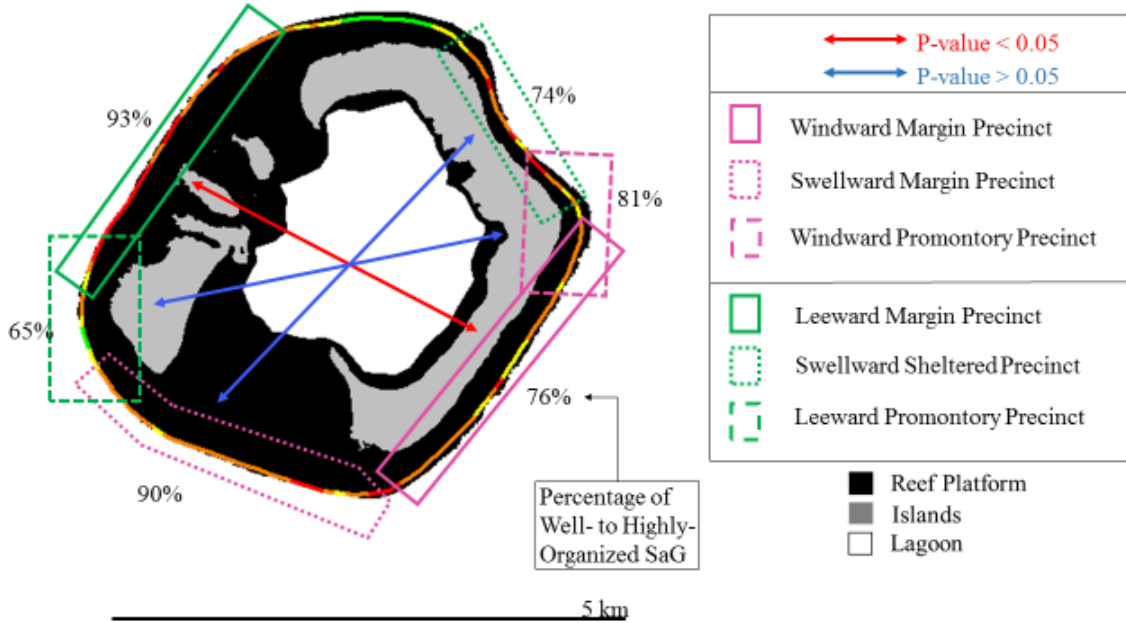 74%
93%
81%
65%
76%
90%
Percentage of
Well- to Highly-
Organized SaG
5 km
P-value < 0.05
P-value > 0.05
Windward Margin Precinct
Swellward Margin Precinct
Windward Promontory Precinct
Leeward Margin Precinct
Swellward Sheltered Precinct
Leeward Promontory Precinct
Reef Platform
Islands
Lagoon